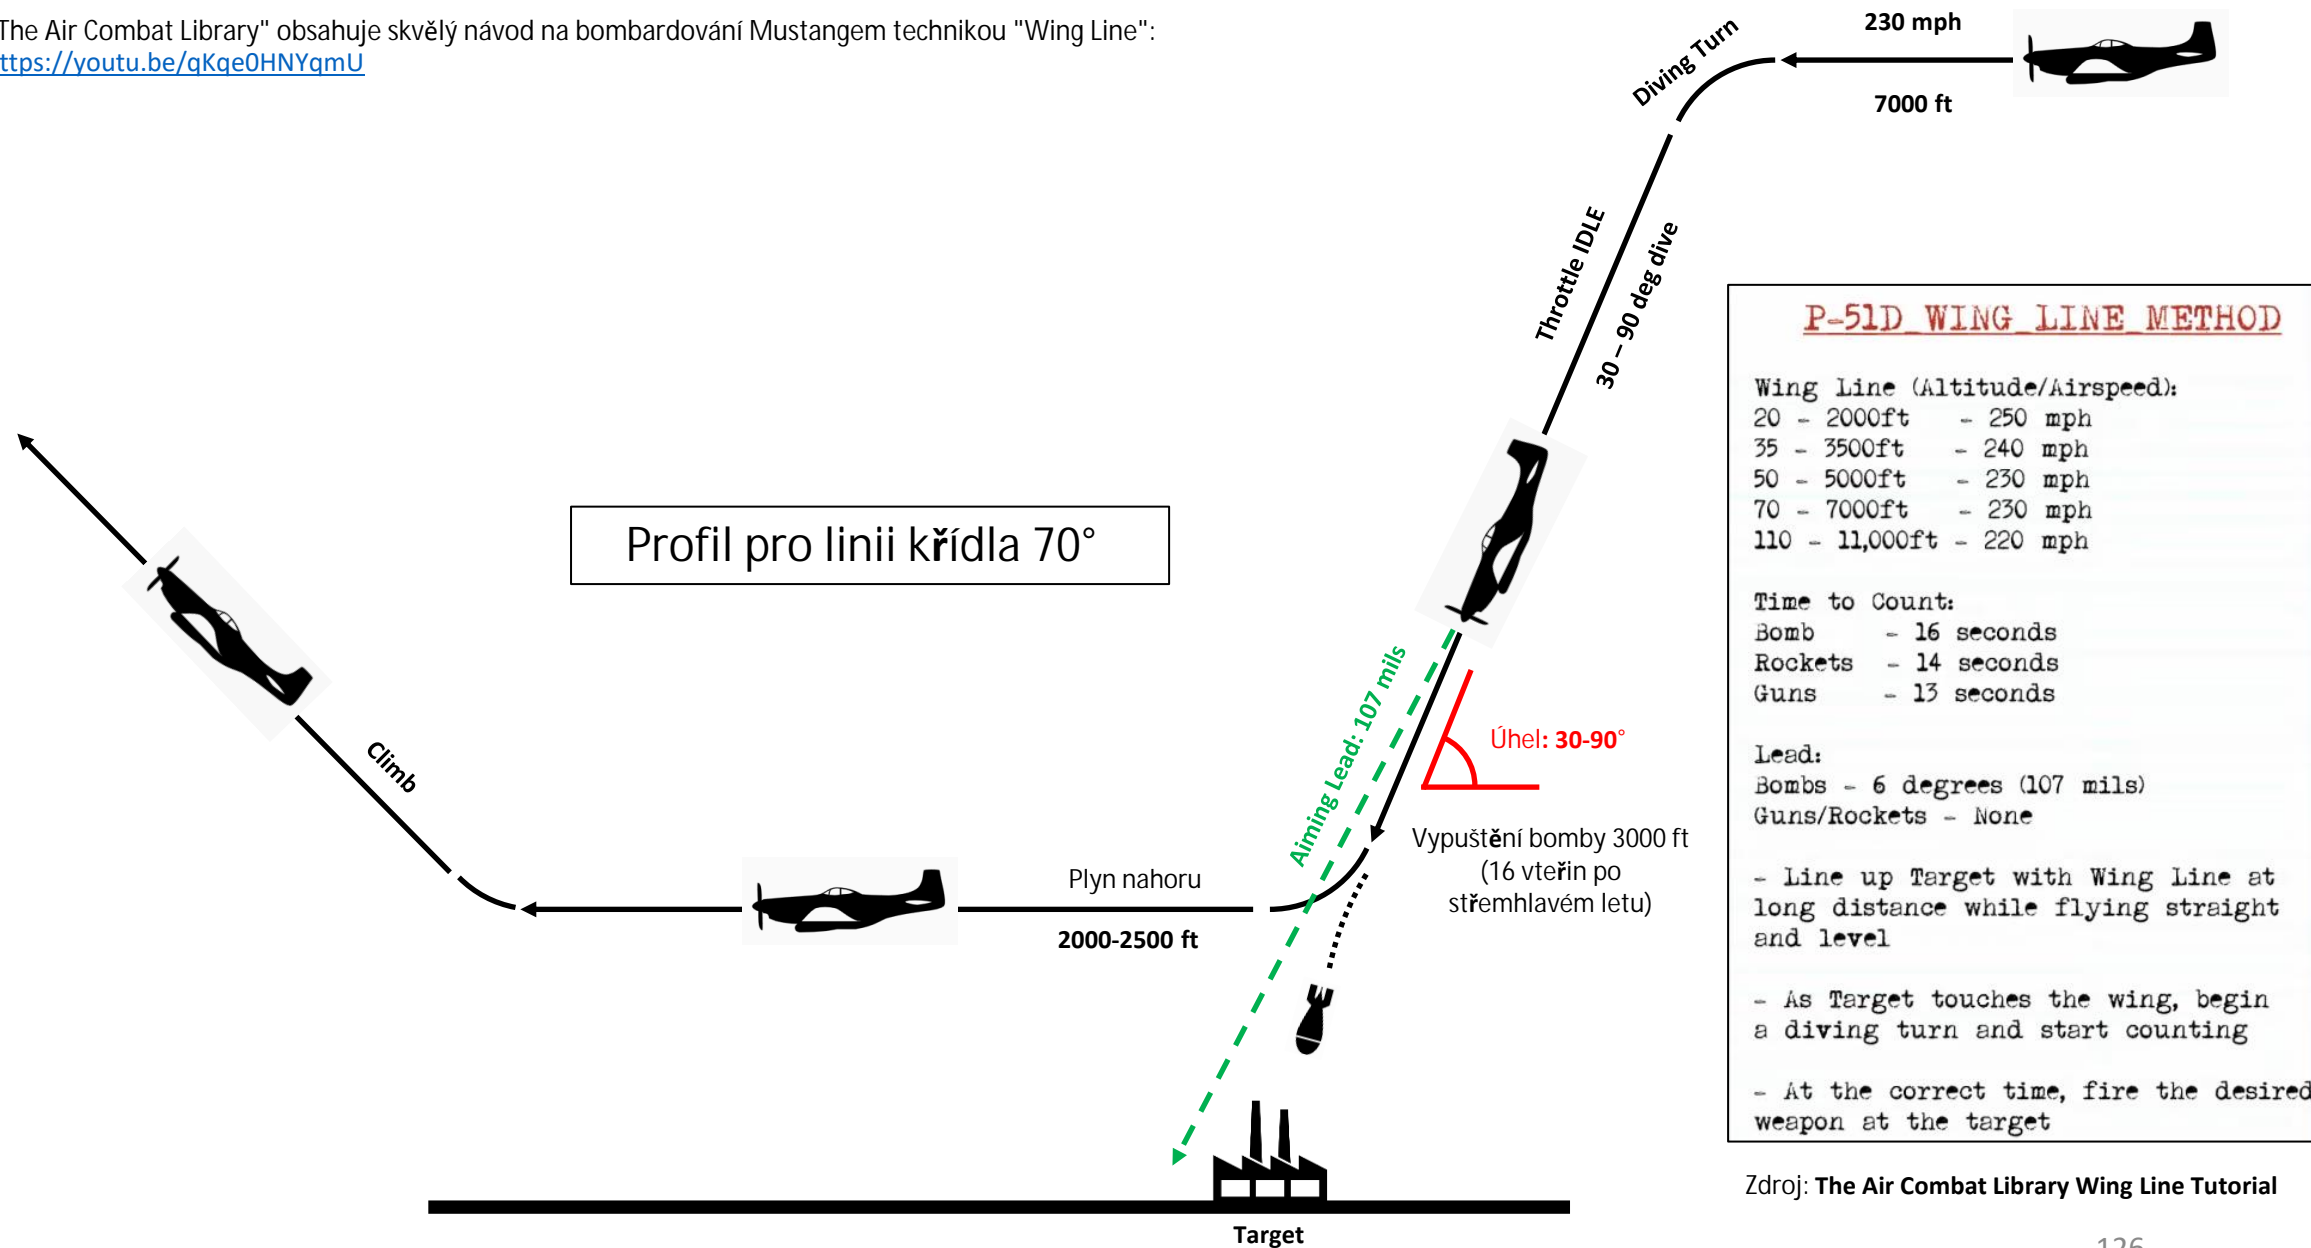 The Air Combat Library" obsahuje skvělý návod na bombardování Mustangem technikou "Wing Line":
ttps://youtu.be/qKqe0HNYqmU
230 mph
Diving Turn
7000 ft
Throttle IDLE
30 – 90 deg dive
Profil pro linii křídla 70°
Climb
Plyn nahoru
2000-2500 ft
Aiming Lead: 107 mils
Úhel: 30-90°
Vypuštění bomby 3000 ft
(16 vteřin po
střemhlavém letu)
Target
P-51D WING LINE METHOD
Wing Line (Altitude/Airspeed):
20 - 2000ft - 250 mph
35 - 3500ft - 240 mph
50 - 5000ft - 230 mph
70 - 7000ft - 230 mph
110 - 11,000ft - 220 mph
Time to Count:
Bomb - 16 seconds
Rockets - 14 seconds
Guns - 13 seconds
Lead:
Bombs - 6 degrees (107 mils)
Guns/Rockets - None
- Line up Target with Wing Line at
long distance while flying straight
and level
- As Target touches the wing, begin
a diving turn and start counting
- At the correct time, fire the desired
weapon at the target
Zdroj: The Air Combat Library Wing Line Tutorial
126